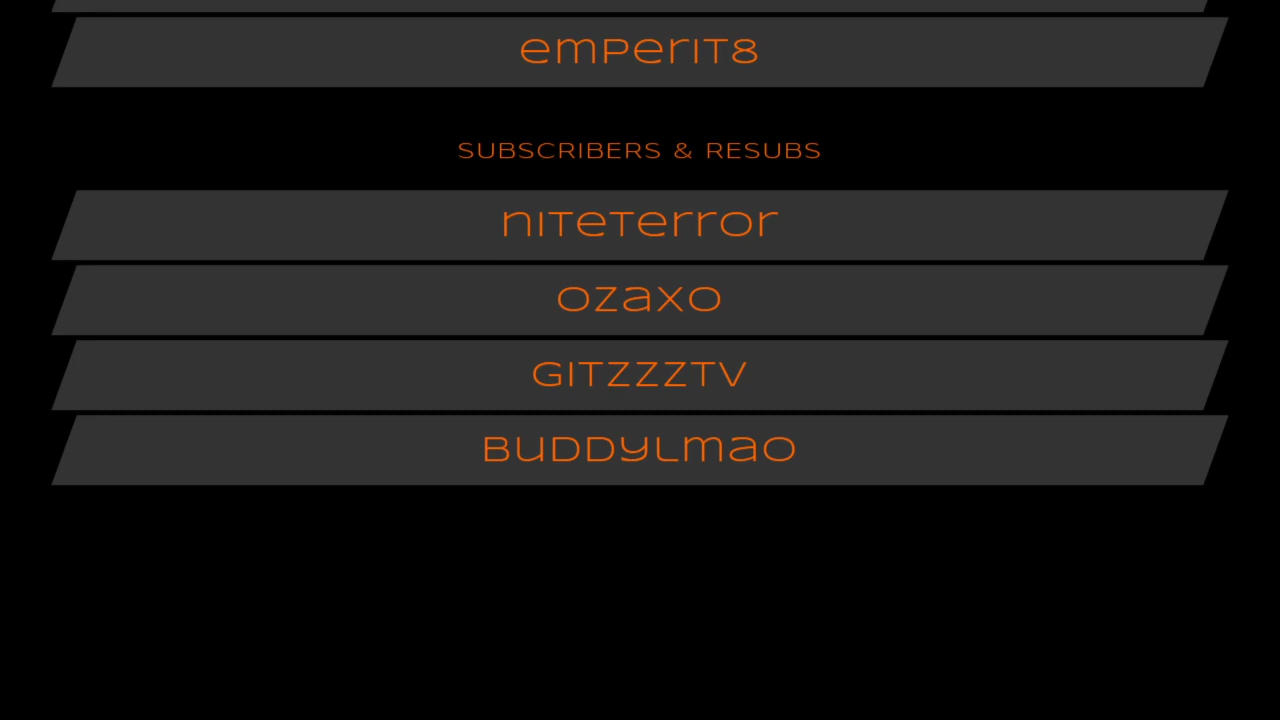 emperit8
SUBSCRIBERS & RESUBS
niteterror
ozaxo
GITZZZTV
Buddylmao